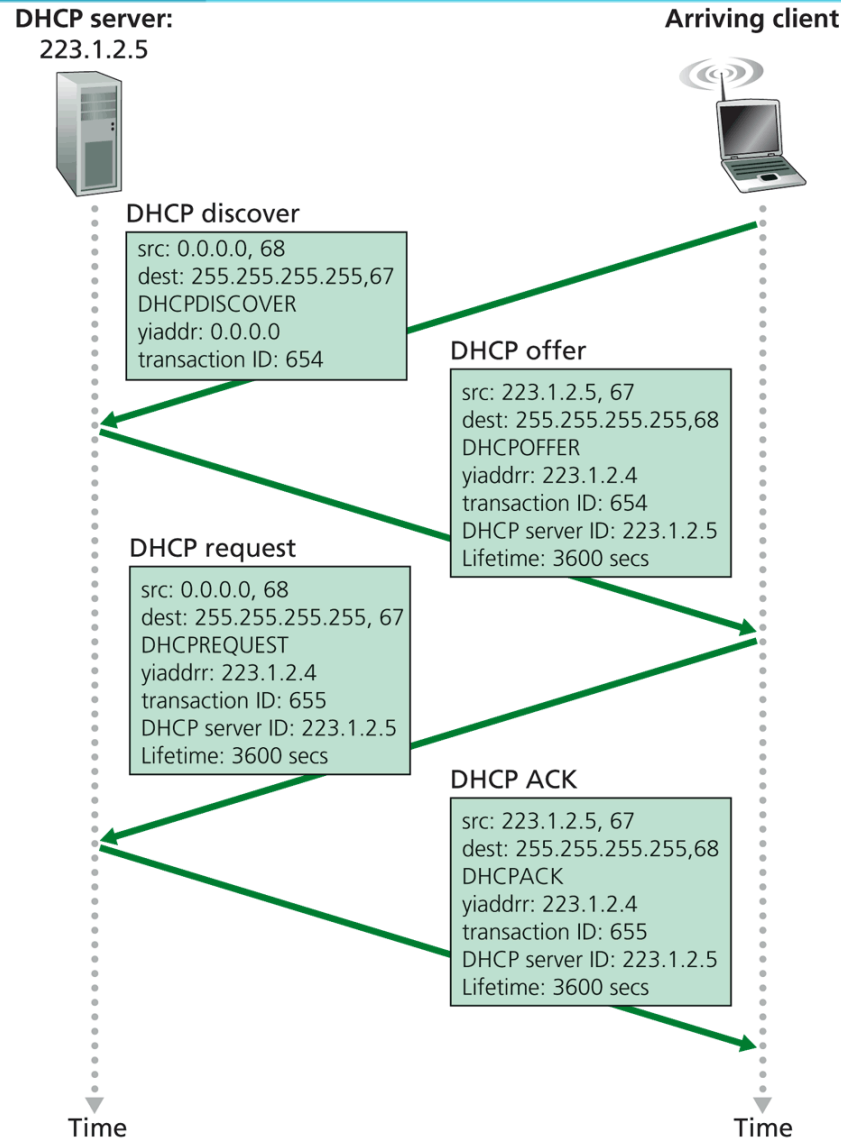 DHCP server:
223.1.2.5
Arriving client
DHCP discover
src: 0.0.0.0, 68
dest: 255.255.255.255,67
DHCPDISCOVER
yiaddr: 0.0.0.0
transaction ID: 654
DHCP offer
src: 223.1.2.5, 67
dest: 255.255.255.255,68
DHCPOFFER
yiaddrr: 223.1.2.4
transaction ID: 654
DHCP server ID: 223.1.2.5
Lifetime: 3600 secs
DHCP request
src: 0.0.0.0, 68
dest: 255.255.255.255, 67
DHCPREQUEST
yiaddrr: 223.1.2.4
transaction ID: 655
DHCP server ID: 223.1.2.5
Lifetime: 3600 secs
DHCP ACK
src: 223.1.2.5, 67
dest: 255.255.255.255,68
DHCPACK
yiaddrr: 223.1.2.4
transaction ID: 655
DHCP server ID: 223.1.2.5
Lifetime: 3600 secs
Time
Time